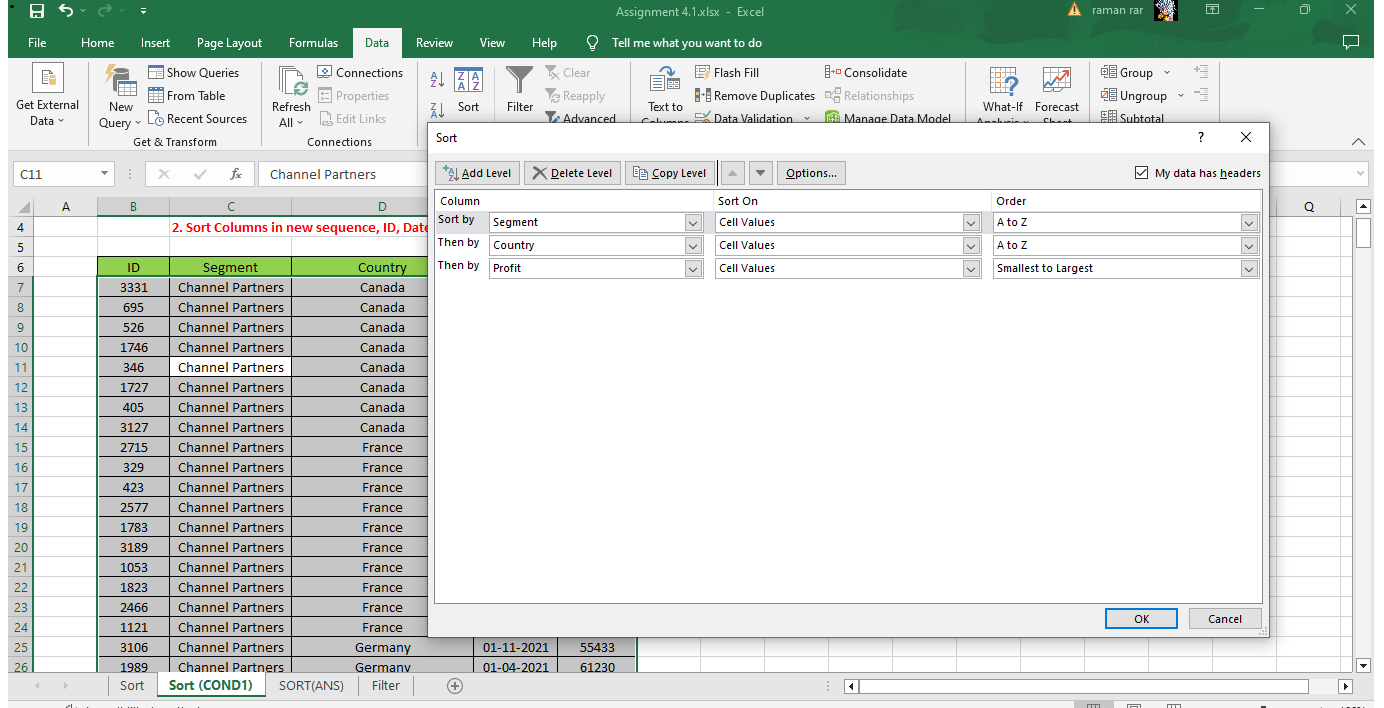 Assignment 4.1.xlsx - Excel
raman rar
File Home Insert Page Layout Formulas Data Review View Help Tell me what you want to do
Get External Data
New Query
Show Queries
From Table
Recent Sources
Get & Transform
Refresh All
Connections
Properties
Edit Links
Connections
Sort
Filter
Clear
Reapply
Advanced
Text to Columns
Flash Fill
Remove Duplicates
Data Validation
Consolidate
Relationships
Manage Data Model
What-If Analysis
Forecast Sheet
Group
Ungroup
Subtotal
C11 fx Channel Partners
Sort ? X
Add Level Delete Level Copy Level Options... My data has headers
Column Sort On Order
Sort by Segment Cell Values A to Z
Then by Country Cell Values A to Z
Then by Profit Cell Values Smallest to Largest
OK Cancel
A B C D Q
4 2. Sort Columns in new sequence, ID, Date
5
6 ID Segment Country
7 3331 Channel Partners Canada
8 695 Channel Partners Canada
9 526 Channel Partners Canada
10 1746 Channel Partners Canada
11 346 Channel Partners Canada
12 1727 Channel Partners Canada
13 405 Channel Partners Canada
14 3127 Channel Partners Canada
15 2715 Channel Partners France
16 329 Channel Partners France
17 423 Channel Partners France
18 2577 Channel Partners France
19 1783 Channel Partners France
20 3189 Channel Partners France
21 1053 Channel Partners France
22 1823 Channel Partners France
23 2466 Channel Partners France
24 1121 Channel Partners France
25 3106 Channel Partners Germany 01-11-2021 55433
26 1989 Channel Partners Germany 01-04-2021 61230
Sort Sort (COND1) SORT(ANS) Filter